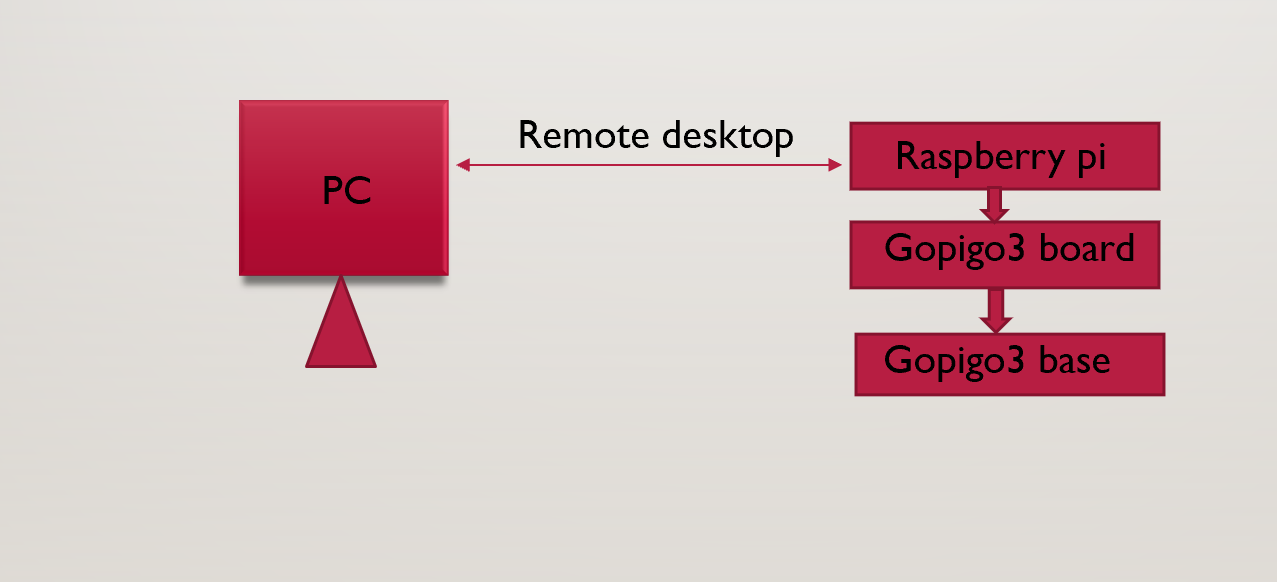 Remote desktop
PC
Raspberry pi
Gopigo3 board
Gopigo3 base